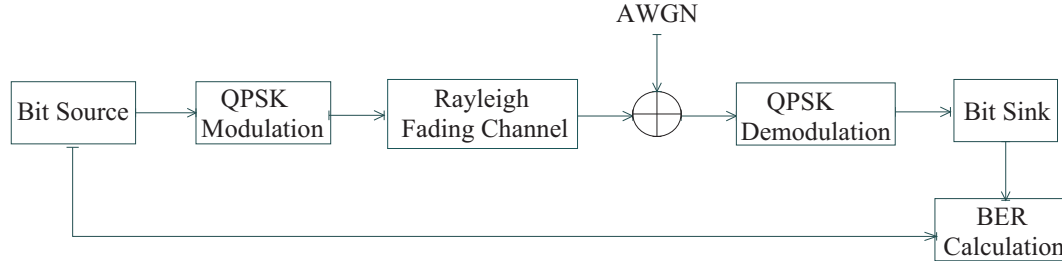 AWGN
Bit Source
QPSK
Modulation
Rayleigh
Fading Channel
QPSK
Demodulation
Bit Sink
BER
Calculation